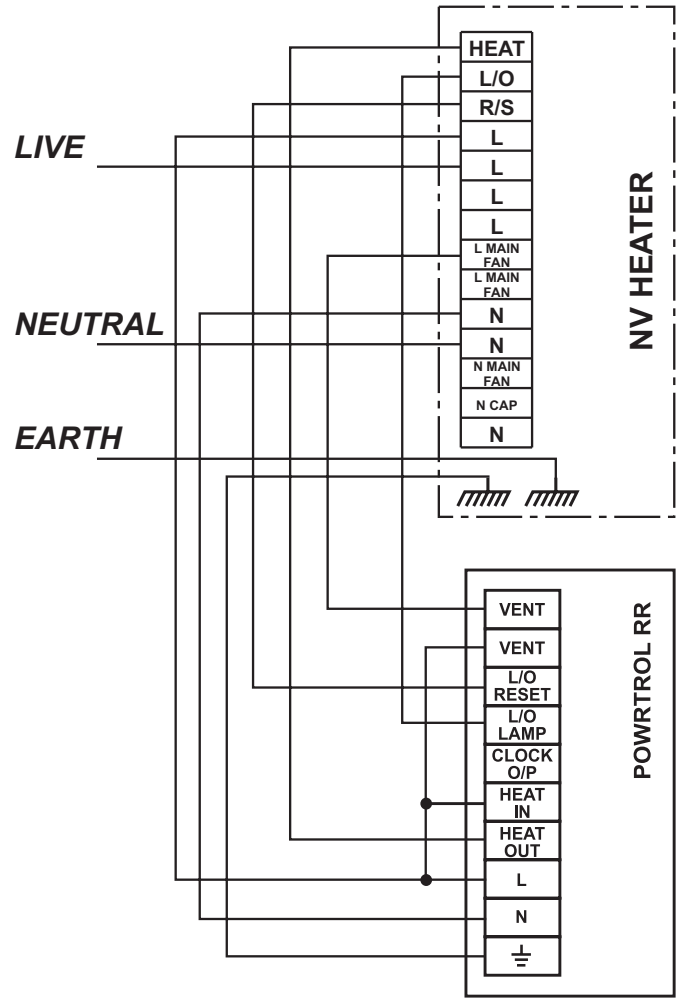 HEAT
L/O
R/S
L
LIVE
L
L
L
L MAIN
FAN
L MAIN
FAN
N
NEUTRAL
N
N MAIN
FAN
N CAP
EARTH
N
NV HEATER
VENT
VENT
L/O
RESET
L/O
LAMP
CLOCK
O/P
HEAT
IN
HEAT
OUT
L
N
POWRTROL RR